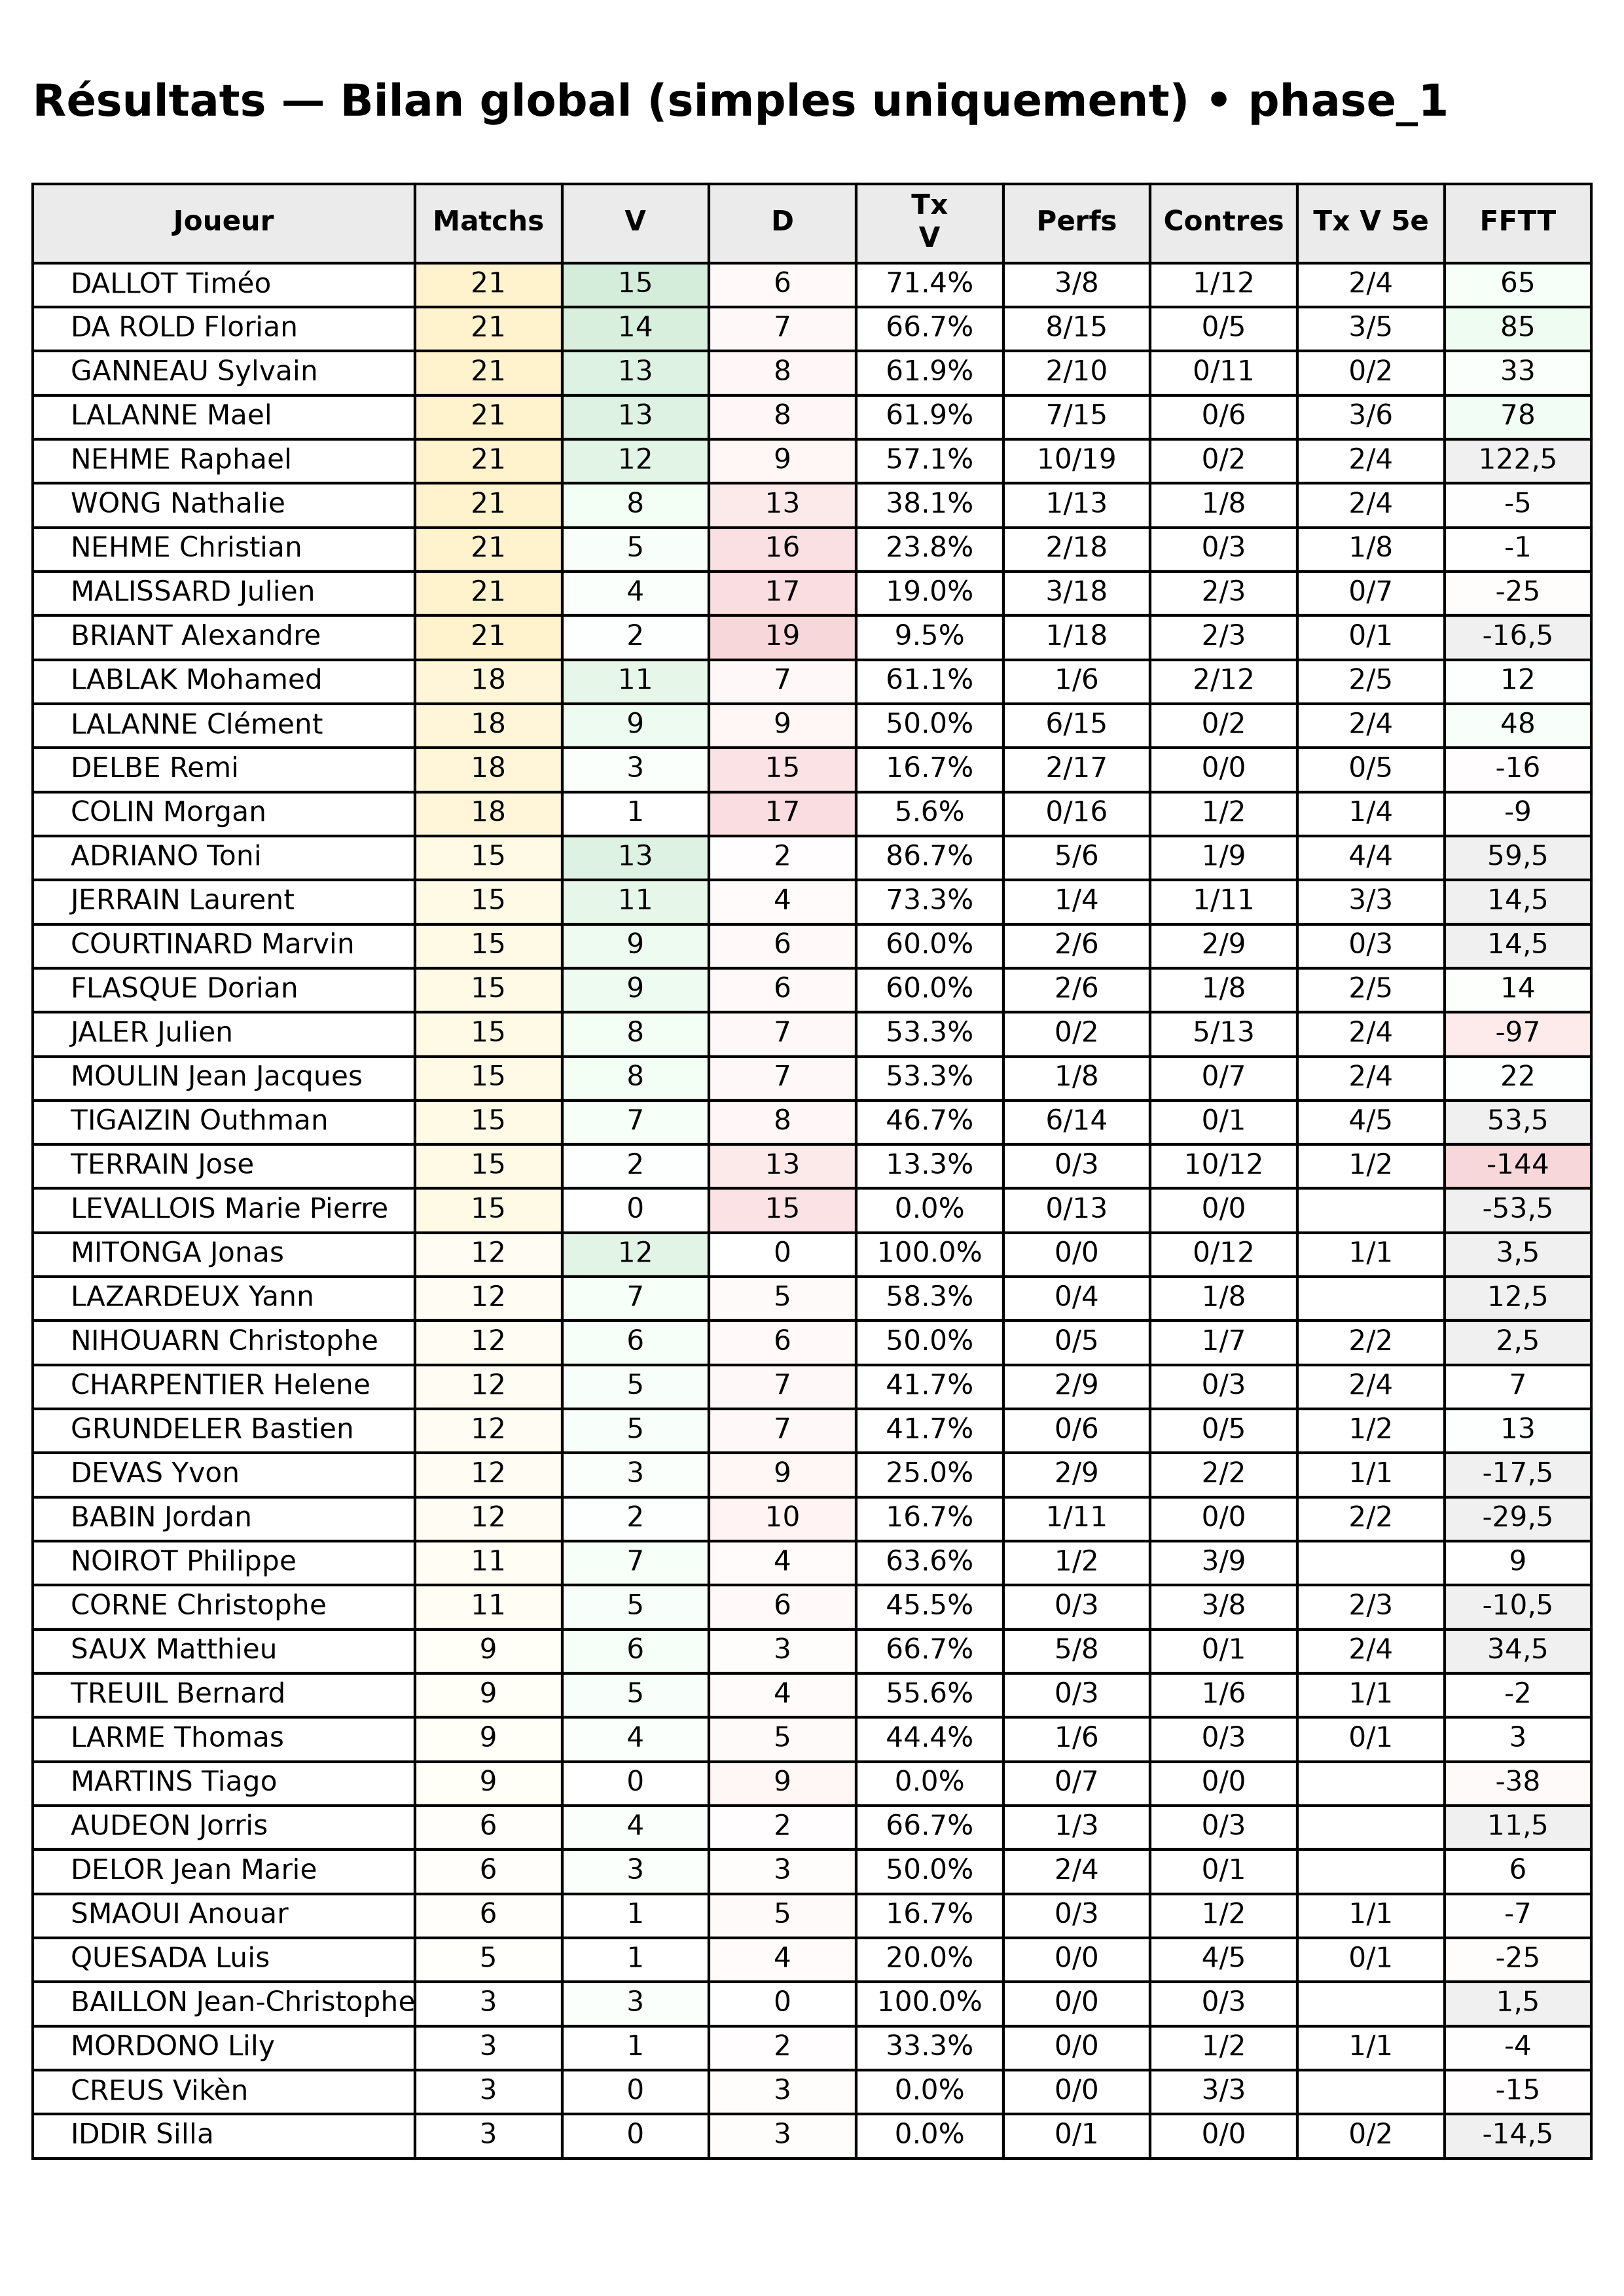 Résultats — Bilan global (simples uniquement) • phase_1
Joueur Matchs V D Tx V Perfs Contres Tx V 5e FFTT
DALLOT Timéo 21 15 6 71.4% 3/8 1/12 2/4 65
DA ROLD Florian 21 14 7 66.7% 8/15 0/5 3/5 85
GANNEAU Sylvain 21 13 8 61.9% 2/10 0/11 0/2 33
LALANNE Mael 21 13 8 61.9% 7/15 0/6 3/6 78
NEHME Raphael 21 12 9 57.1% 10/19 0/2 2/4 122,5
WONG Nathalie 21 8 13 38.1% 1/13 1/8 2/4 -5
NEHME Christian 21 5 16 23.8% 2/18 0/3 1/8 -1
MALISSARD Julien 21 4 17 19.0% 3/18 2/3 0/7 -25
BRIANT Alexandre 21 2 19 9.5% 1/18 2/3 0/1 -16,5
LABLAK Mohamed 18 11 7 61.1% 1/6 2/12 2/5 12
LALANNE Clément 18 9 9 50.0% 6/15 0/2 2/4 48
DELBE Remi 18 3 15 16.7% 2/17 0/0 0/5 -16
COLIN Morgan 18 1 17 5.6% 0/16 1/2 1/4 -9
ADRIANO Toni 15 13 2 86.7% 5/6 1/9 4/4 59,5
JERRAIN Laurent 15 11 4 73.3% 1/4 1/11 3/3 14,5
COURTINARD Marvin 15 9 6 60.0% 2/6 2/9 0/3 14,5
FLASQUE Dorian 15 9 6 60.0% 2/6 1/8 2/5 14
JALER Julien 15 8 7 53.3% 0/2 5/13 2/4 -97
MOULIN Jean Jacques 15 8 7 53.3% 1/8 0/7 2/4 22
TIGAIZIN Outhman 15 7 8 46.7% 6/14 0/1 4/5 53,5
TERRAIN Jose 15 2 13 13.3% 0/3 10/12 1/2 -144
LEVALLOIS Marie Pierre 15 0 15 0.0% 0/13 0/0 -53,5
MITONGA Jonas 12 12 0 100.0% 0/0 0/12 1/1 3,5
LAZARDEUX Yann 12 7 5 58.3% 0/4 1/8 12,5
NIHOUARN Christophe 12 6 6 50.0% 0/5 1/7 2/2 2,5
CHARPENTIER Helene 12 5 7 41.7% 2/9 0/3 2/4 7
GRUNDELER Bastien 12 5 7 41.7% 0/6 0/5 1/2 13
DEVAS Yvon 12 3 9 25.0% 2/9 2/2 1/1 -17,5
BABIN Jordan 12 2 10 16.7% 1/11 0/0 2/2 -29,5
NOIROT Philippe 11 7 4 63.6% 1/2 3/9 9
CORNE Christophe 11 5 6 45.5% 0/3 3/8 2/3 -10,5
SAUX Matthieu 9 6 3 66.7% 5/8 0/1 2/4 34,5
TREUIL Bernard 9 5 4 55.6% 0/3 1/6 1/1 -2
LARME Thomas 9 4 5 44.4% 1/6 0/3 0/1 3
MARTINS Tiago 9 0 9 0.0% 0/7 0/0 -38
AUDEON Jorris 6 4 2 66.7% 1/3 0/3 11,5
DELOR Jean Marie 6 3 3 50.0% 2/4 0/1 6
SMAOUI Anouar 6 1 5 16.7% 0/3 1/2 1/1 -7
QUESADA Luis 5 1 4 20.0% 0/0 4/5 0/1 -25
BAILLON Jean-Christophe 3 3 0 100.0% 0/0 0/3 1,5
MORDONO Lily 3 1 2 33.3% 0/0 1/2 1/1 -4
CREUS Vikèn 3 0 3 0.0% 0/0 3/3 -15
IDDIR Silla 3 0 3 0.0% 0/1 0/0 0/2 -14,5